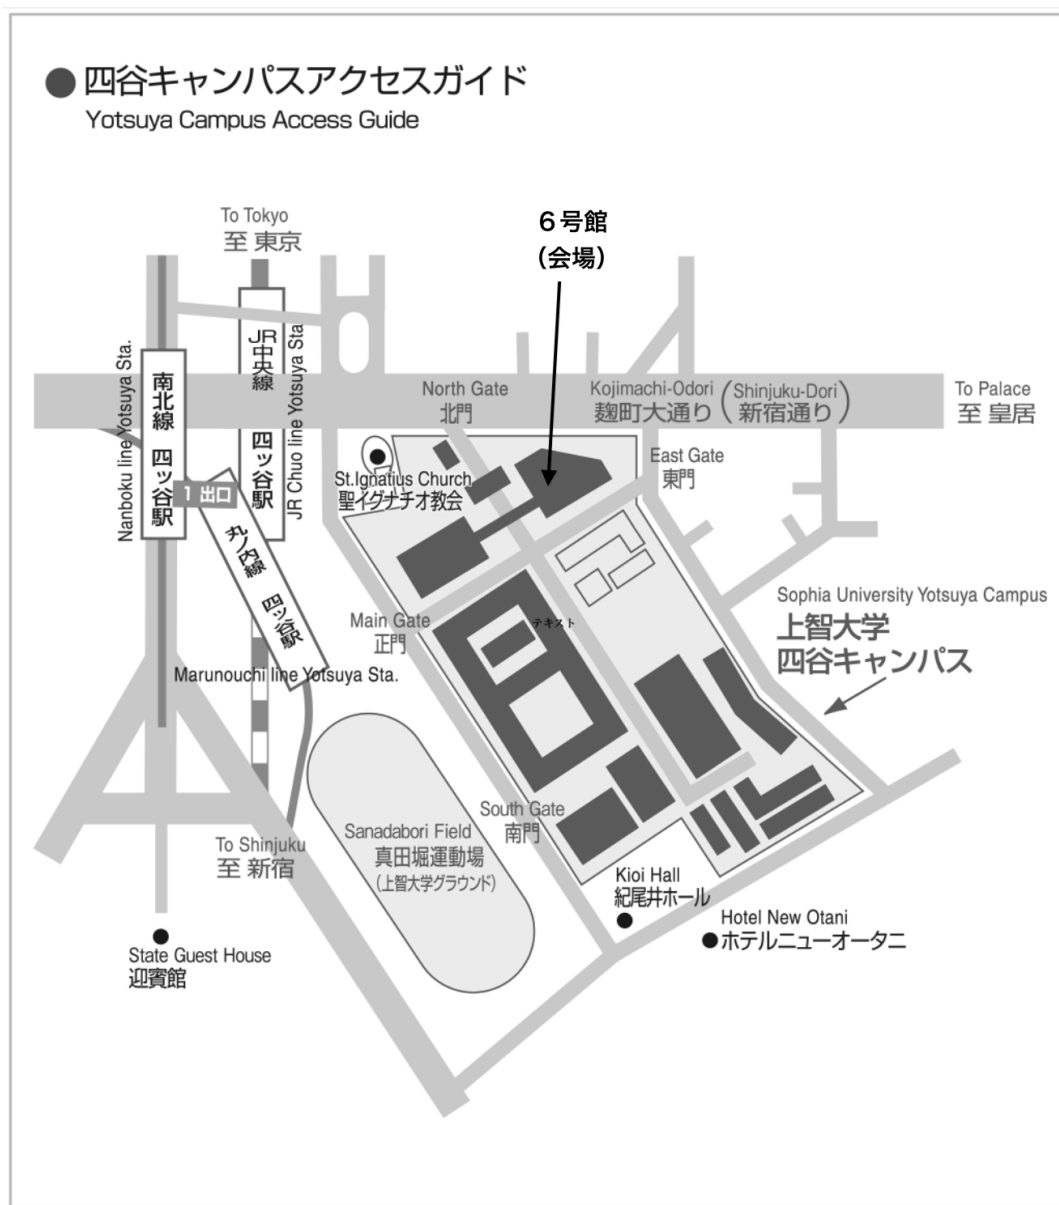 四谷キャンパスアクセスガイド
Yotsuya Campus Access Guide
To Tokyo
至 東京
６号館
（会場）
Nanboku line Yotsuya Sta.
南北線 四ッ谷駅
JR中央線 四ッ谷駅
JR Chuo line Yotsuya Sta.
North Gate
北門
Kojimachi-Odori
麹町大通り
(Shinjuku-Dori)
(新宿通り)
To Palace
至 皇居
St.Ignatius Church
聖イグナチオ教会
East Gate
東門
1 出口
丸ノ内線 四ッ谷駅
Marunouchi line Yotsuya Sta.
Main Gate
正門
テキスト
Sophia University Yotsuya Campus
上智大学
四谷キャンパス
South Gate
南門
Sanadabori Field
真田堀運動場
(上智大学グラウンド)
To Shinjuku
至 新宿
Kioi Hall
紀尾井ホール
Hotel New Otani
ホテルニューオータニ
State Guest House
迎賓館